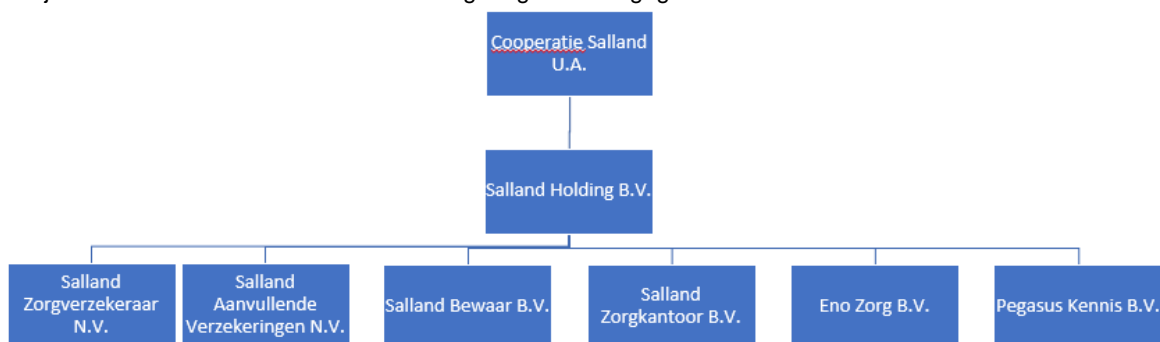 Cooperatie Salland
U.A.
Salland Holding B.V.
Salland
Zorgverzekeraar
N.V.
Salland
Aanvullende
Verzekeringen N.V.
Salland Bewaar B.V.
Salland
Zorgkantoor B.V.
Eno Zorg B.V.
Pegasus Kennis B.V.